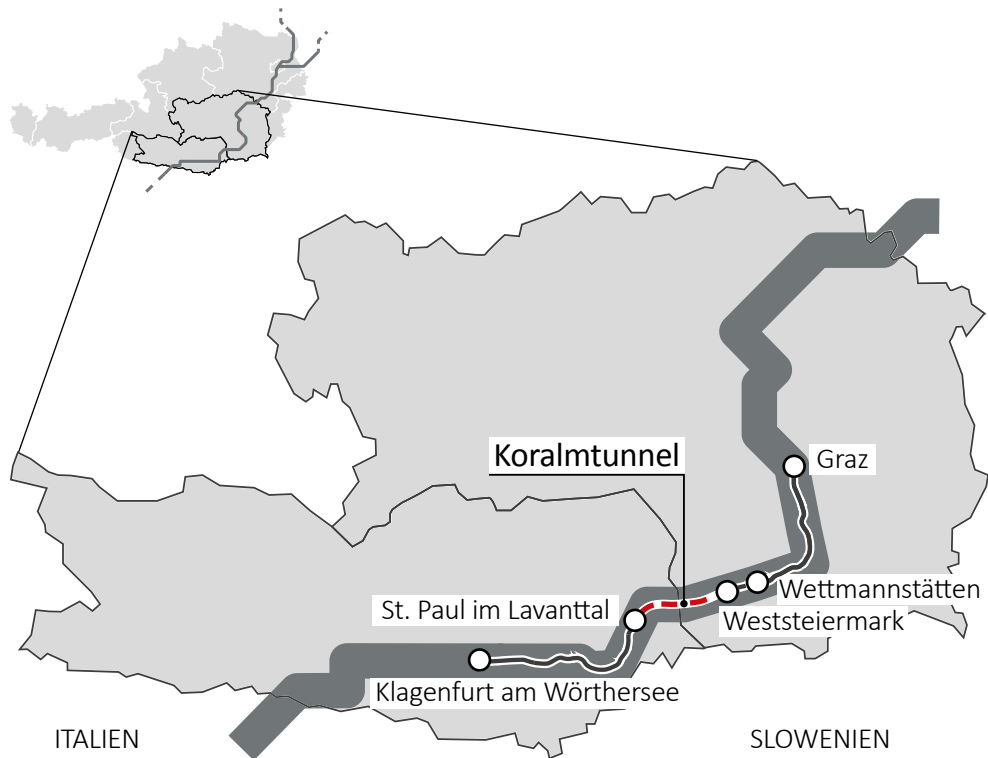 Koralmtunnel
Graz
Wettmannstätten
St. Paul im Lavanttal
Weststeiermark
Klagenfurt am Wörthersee
ITALIEN
SLOWENIEN